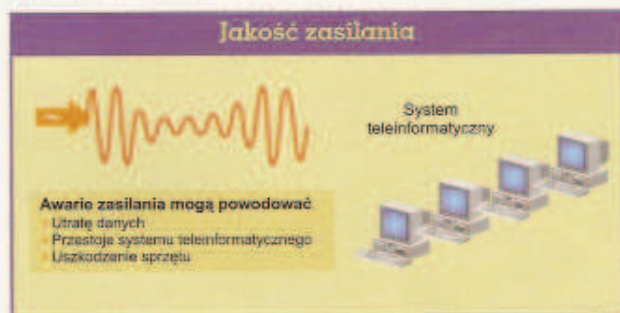 Jakość zasilania
System
teleinformatyczny
Awarie zasilania mogą powodować
Utratę danych
Przestoje systemu teleinformatycznego
Uszkodzenie sprzętu